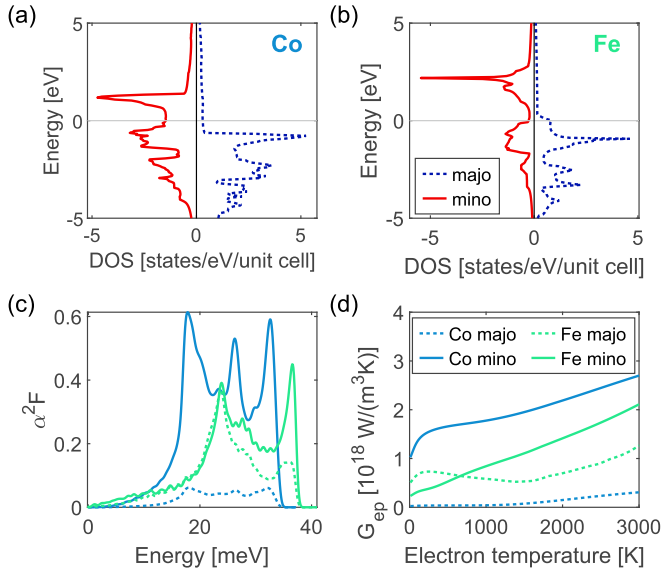 (a)
(b)
5
Co
0
-5
Energy [eV]
-5
0
5
DOS [states/eV/unit cell]
5
Fe
0
-5
Energy [eV]
majo
mino
-5
0
5
DOS [states/eV/unit cell]
(c)
(d)
0.6
0.4
0.2
0
α²F
0
20
40
Energy [meV]
4
3
2
1
0
G_ep [10¹⁸ W/(m³K)]
Co majo
Fe majo
Co mino
Fe mino
0
1000
2000
3000
Electron temperature [K]